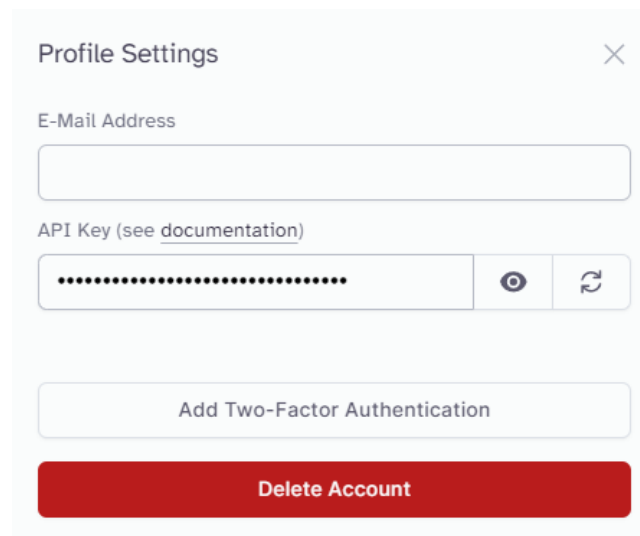 Profile Settings
E-Mail Address
API Key (see documentation)
••••••••••••••••••••••••••••••••
Add Two-Factor Authentication
Delete Account